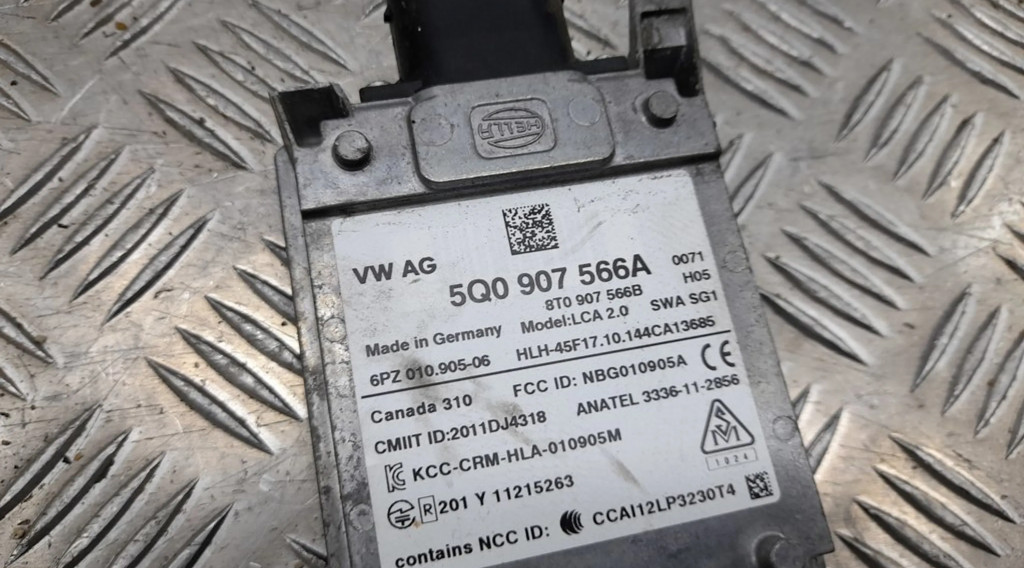 HELLA
VW AG
5Q0 907 566A 0071
8T0 907 566B H05
Made in Germany Model:LCA 2.0 SWA SG1
6PZ 010.905-06 HLH-45F17.10.144CA13685
Canada 310 FCC ID: NBG010905A CE
CMIIT ID:2011DJ4318 ANATEL 3336-11-2856
KCC-CRM-HLA-010905M
R 201 Y 11215263 1024
contains NCC ID: CCAI12LP3230T4